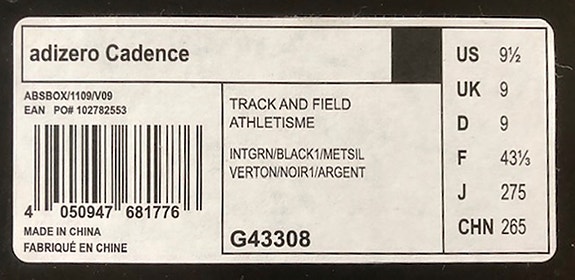 adizero Cadence
ABSBOX/1109/V09
EAN PO# 102782553
4 050947 681776
MADE IN CHINA
FABRIQUÉ EN CHINE
TRACK AND FIELD
ATHLETISME
INTGRN/BLACK1/METSIL
VERTON/NOIR1/ARGENT
G43308
US 9½
UK 9
D 9
F 43⅓
J 275
CHN 265